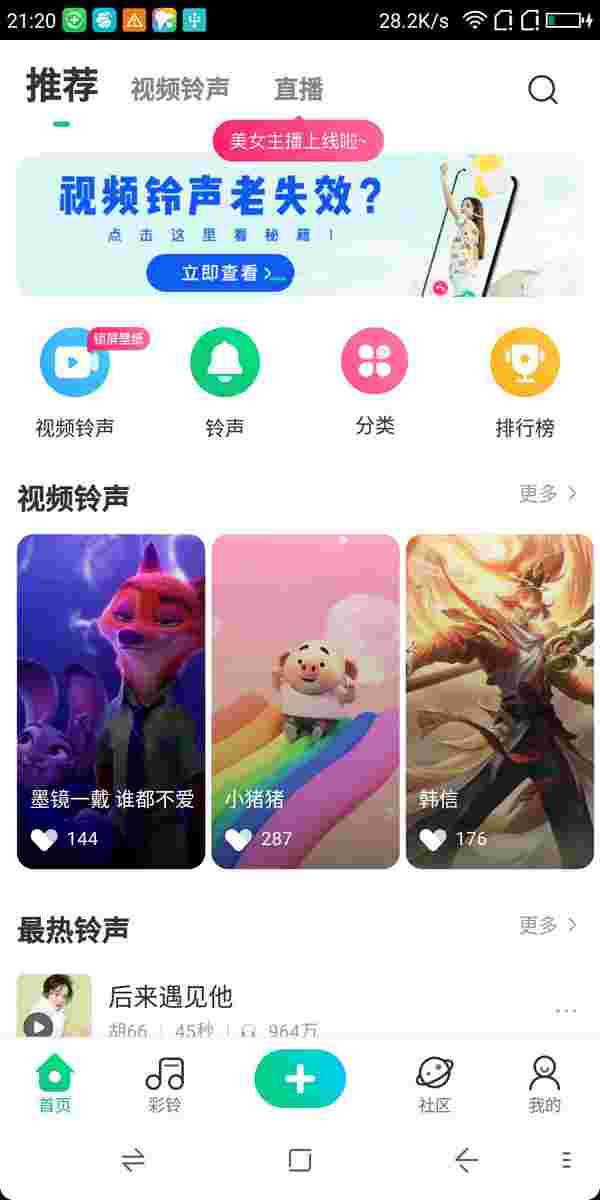 21:20
28.2K/s
推荐
视频铃声
直播
美女主播上线啦~
视频铃声老失效?
点击这里看秘籍!
立即查看 >
锁屏壁纸
视频铃声
铃声
分类
排行榜
视频铃声
更多
墨镜一戴 谁都不爱
小猪猪
韩信
144
287
176
最热铃声
更多
后来遇见他
胡66
45秒
964万
首页
彩铃
社区
我的